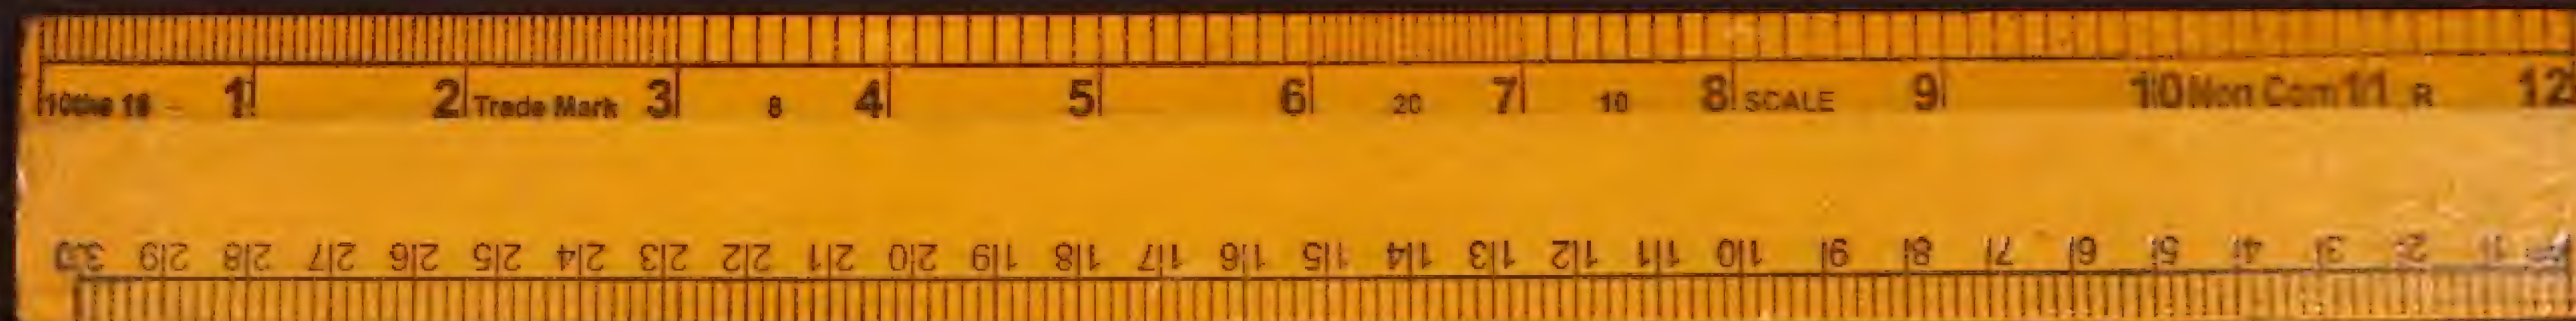 10ths 16 1 2 Trade Mark 3 8 4 5 6 20 7 10 8 SCALE 9 10 Non Com 11 R 12
30 29 28 27 26 25 24 23 22 21 20 19 18 17 16 15 14 13 12 11 10 9 8 7 6 5 4 3 2 1